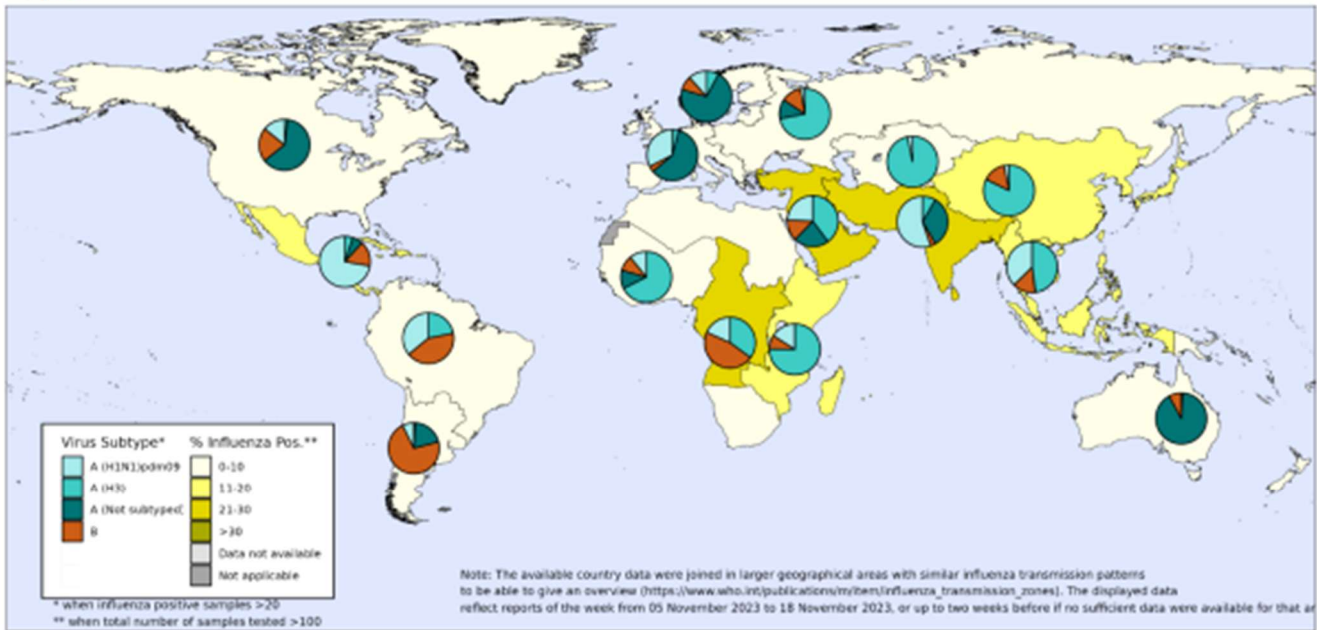 Virus Subtype* % Influenza Pos.**
A (H1N1)pdm09 0-10
A (H3) 11-20
A (Not subtyped) 21-30
B >30
Data not available
Not applicable
* when influenza positive samples >20
** when total number of samples tested >100
Note: The available country data were joined in larger geographical areas with similar influenza transmission patterns
to be able to give an overview (https://www.who.int/publications/m/item/influenza_transmission_zones). The displayed data
reflect reports of the week from 05 November 2023 to 18 November 2023, or up to two weeks before if no sufficient data were available for that